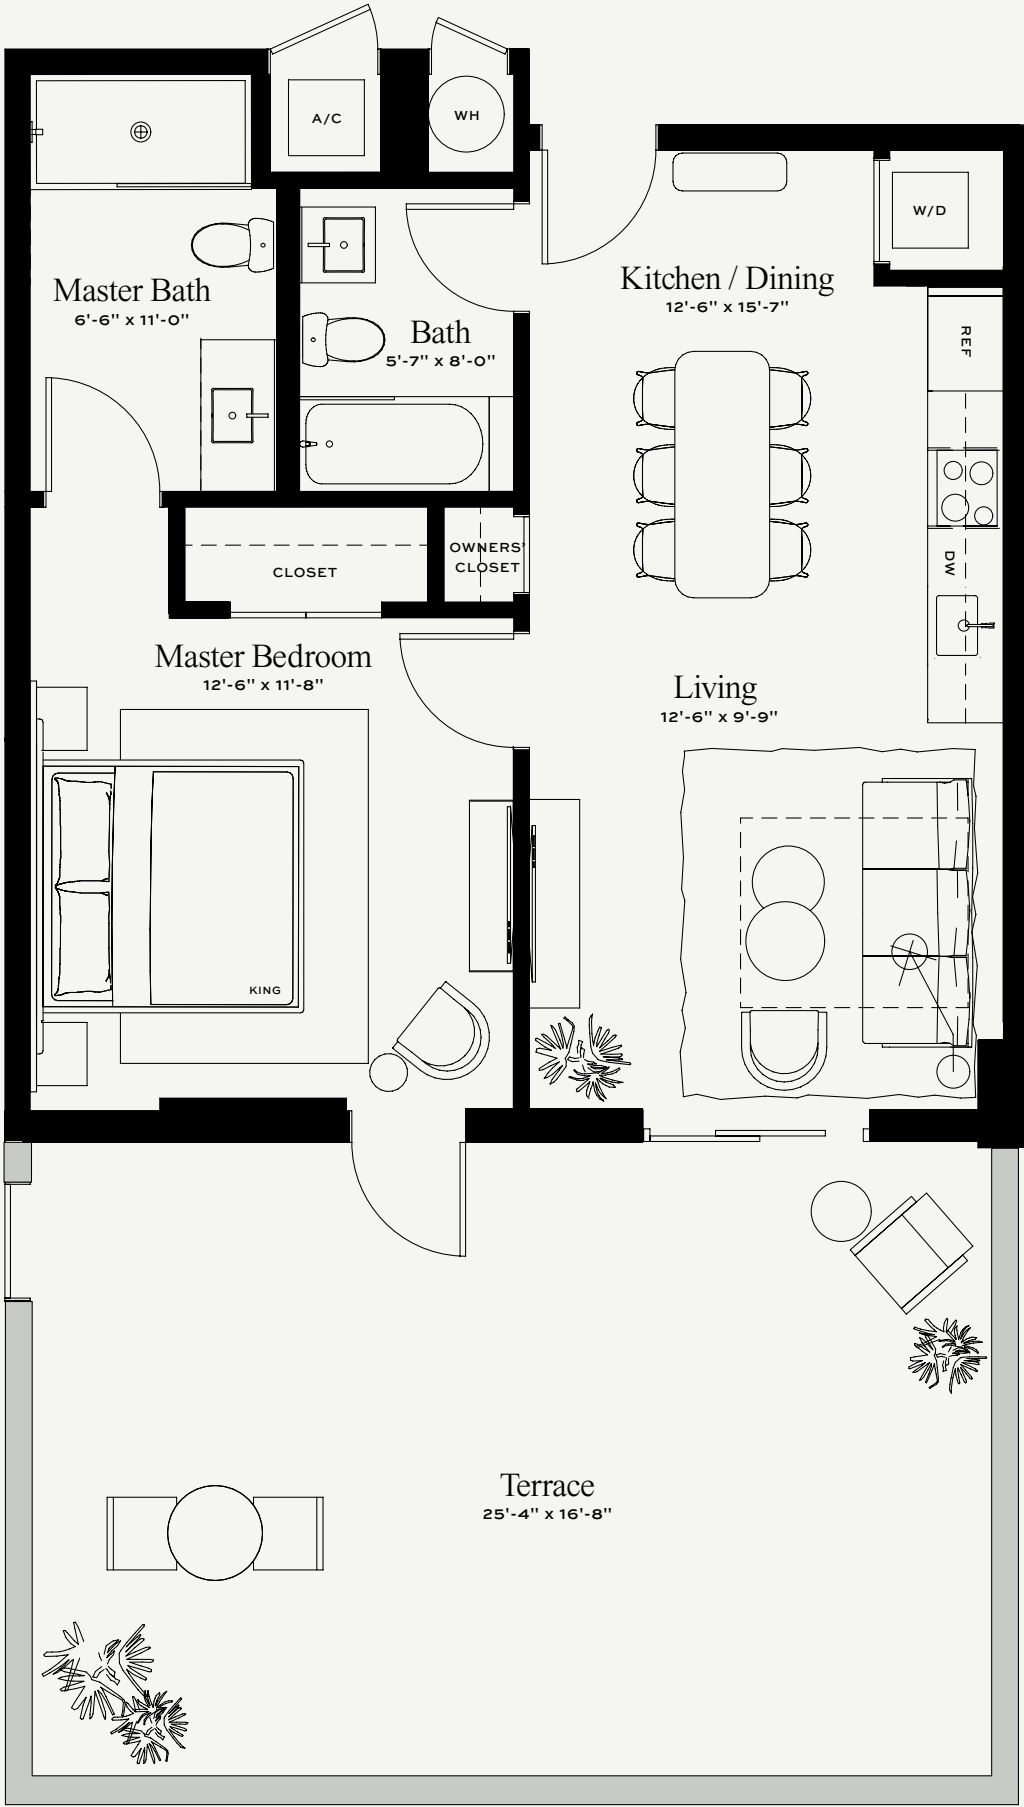 A/C
WH
W/D
Kitchen / Dining
12'-6" x 15'-7"
Master Bath
6'-6" x 11'-0"
Bath
5'-7" x 8'-0"
REF
OWNERS'
CLOSET
CLOSET
DW
Master Bedroom
12'-6" x 11'-8"
Living
12'-6" x 9'-9"
KING
Terrace
25'-4" x 16'-8"